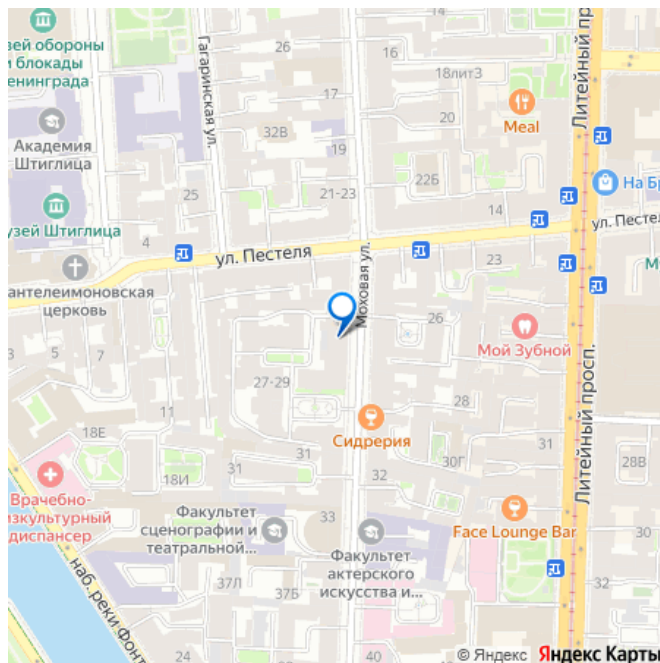 зей обороны
и блокады
енинграда
Академия
Штиглица
узей Штиглица
антелеимоновская
церковь
Гагаринская ул.
26
24
26
17
32В
19
21-23
25
4
16
18лит3
20
22Б
14
Meal
Литейный пр
На Бр
ул. Пестел
ул. Пестеля
Моховая ул.
23
26
Мой Зубной
М
3
5
7
11
27-29
28
Сидрерия
Литейный просп.
18Е
31
31
18И
32
30Г
31
28В
Врачебно-
изкультурный
диспансер
Факультет
сценографии и
театральной...
33
Факультет
актерского
искусства и...
Face Lounge Bar
37Л
37Б
32
наб. реки Фонт
© Яндекс Яндекс Карты